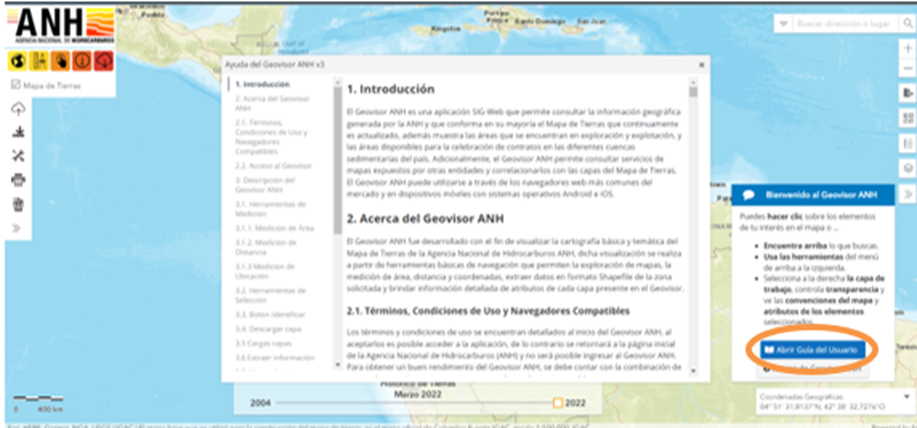 Puebla
ANH
AGENCIA NACIONAL DE HIDROCARBUROS
Mapa de Tierras
Kingston
Port-au-
Prince
Santo Domingo
San Juan
Buscar dirección o lugar
Ayuda del Geovisor ANH v3
1. Introducción
2. Acerca del Geovisor
ANH
2.1. Términos,
Condiciones de Uso y
Navegadores
Compatibles
2.2. Acceso al Geovisor
3. Descripción del
Geovisor ANH
3.1. Herramientas de
Medición
3.1.1. Medición de Área
3.1.2. Medición de
Distancia
3.1.3 Medición de
Ubicación
3.2. Herramientas de
Selección
3.3. Botón Identificar
3.4. Descargar capa
3.5 Cargas capas
3.6 Extraer información
1. Introducción
El Geovisor ANH es una aplicación SIG-Web que permite consultar la información geográfica
generada por la ANH y que conforma en su mayoría el Mapa de Tierras que continuamente
es actualizado, además muestra las áreas que se encuentran en exploración y explotación, y
las áreas disponibles para la celebración de contratos en las diferentes cuencas
sedimentarias del país. Adicionalmente, el Geovisor ANH permite consultar servicios de
mapas expuestos por otras entidades y correlacionarlos con las capas del Mapa de Tierras.
El Geovisor ANH puede utilizarse a través de los navegadores web más comunes del
mercado y en dispositivos móviles con sistemas operativos Android e iOS.
2. Acerca del Geovisor ANH
El Geovisor ANH fue desarrollado con el fin de visualizar la cartografía básica y temática del
Mapa de Tierras de la Agencia Nacional de Hidrocarburos ANH, dicha visualización se realiza
a partir de herramientas básicas de navegación que permiten la exploración de mapas, la
medición de área, distancia y coordenadas, extraer datos en formato Shapefile de la zona
solicitada y brindar información detallada de atributos de cada capa presente en el Geovisor.
2.1. Términos, Condiciones de Uso y Navegadores Compatibles
Los términos y condiciones de uso se encuentran detallados al inicio del Geovisor ANH, al
aceptarlos es posible acceder a la aplicación, de lo contrario se retornará a la página inicial
de la Agencia Nacional de Hidrocarburos (ANH) y no será posible ingresar al Geovisor ANH.
Para obtener un buen rendimiento del Geovisor ANH, se debe contar con la combinación de
Bienvenido al Geovisor ANH
Puedes hacer clic sobre los elementos
de tu interés en el mapa o ...
• Encuentra arriba lo que buscas.
• Usa las herramientas del menú
de arriba a la izquierda.
• Selecciona a la derecha la capa de
trabajo, controla transparencia y
ve las convenciones del mapa y
atributos de los elementos
seleccionados.
Abrir Guía del Usuario
Histórico de Tierras
Marzo 2022
2004
2022
0 400 km
Coordenadas Geográficas
04° 51' 31,8137"N; 42° 38' 32,727s"O